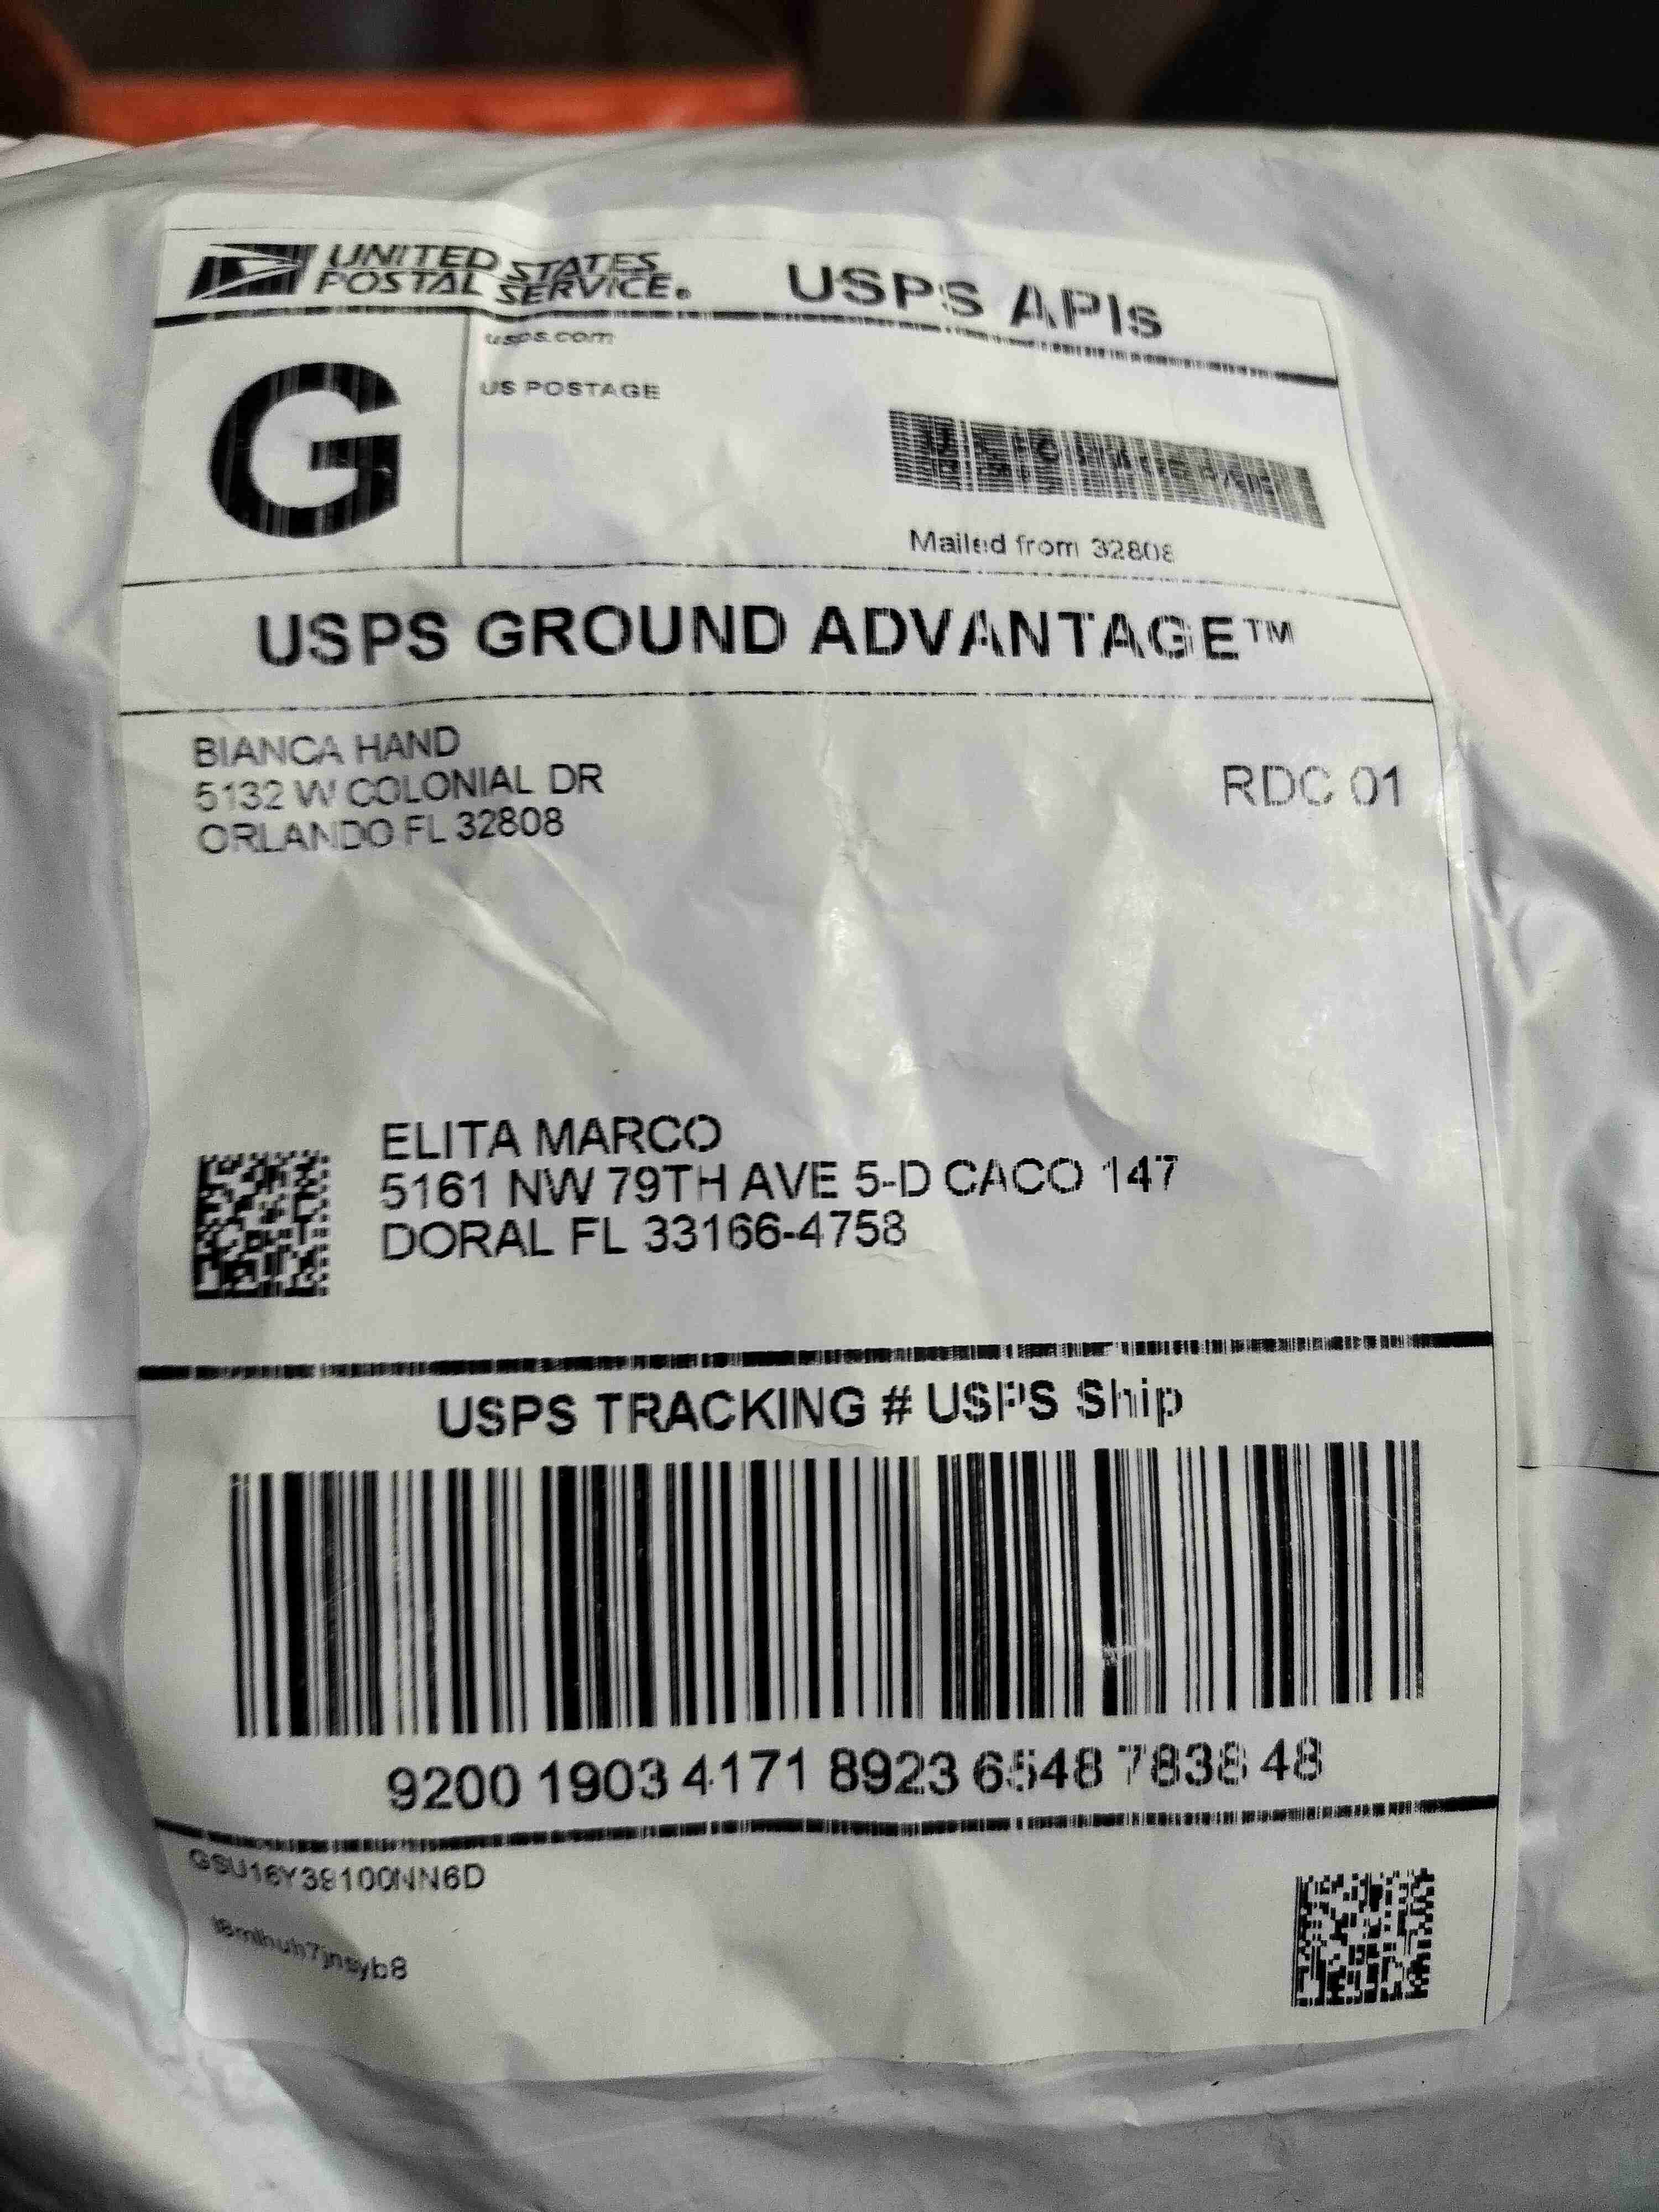 UNITED STATES POSTAL SERVICE®
USPS APIs
usps.com
G
US POSTAGE
Mailed from 32808
USPS GROUND ADVANTAGE™
BIANCA HAND
5132 W COLONIAL DR
ORLANDO FL 32808
RDC 01
ELITA MARCO
5161 NW 79TH AVE 5-D CACO 147
DORAL FL 33166-4758
USPS TRACKING # USPS Ship
9200 1903 4171 8923 6548 7838 48
GSU16Y39100NN6D